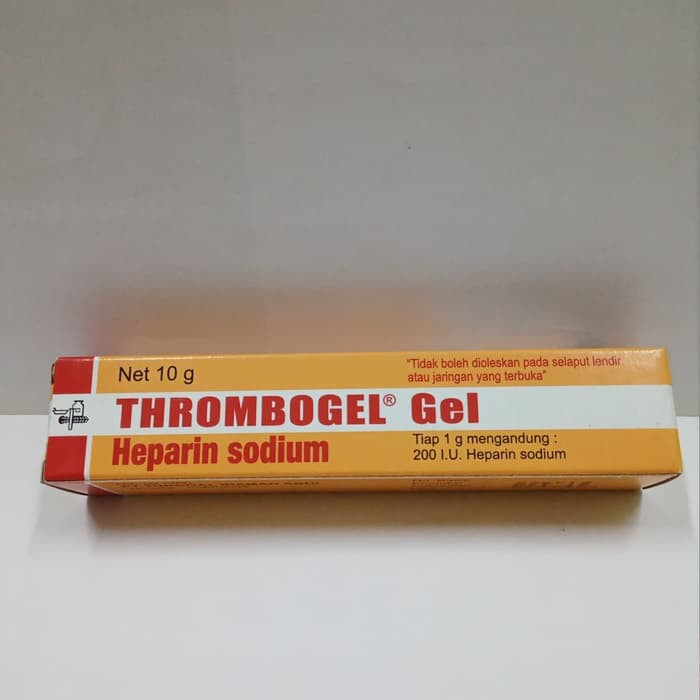 Net 10 g
"Tidak boleh dioleskan pada selaput lendir
atau jaringan yang terbuka"
THROMBOGEL® Gel
Heparin sodium
Tiap 1 g mengandung :
200 I.U. Heparin sodium